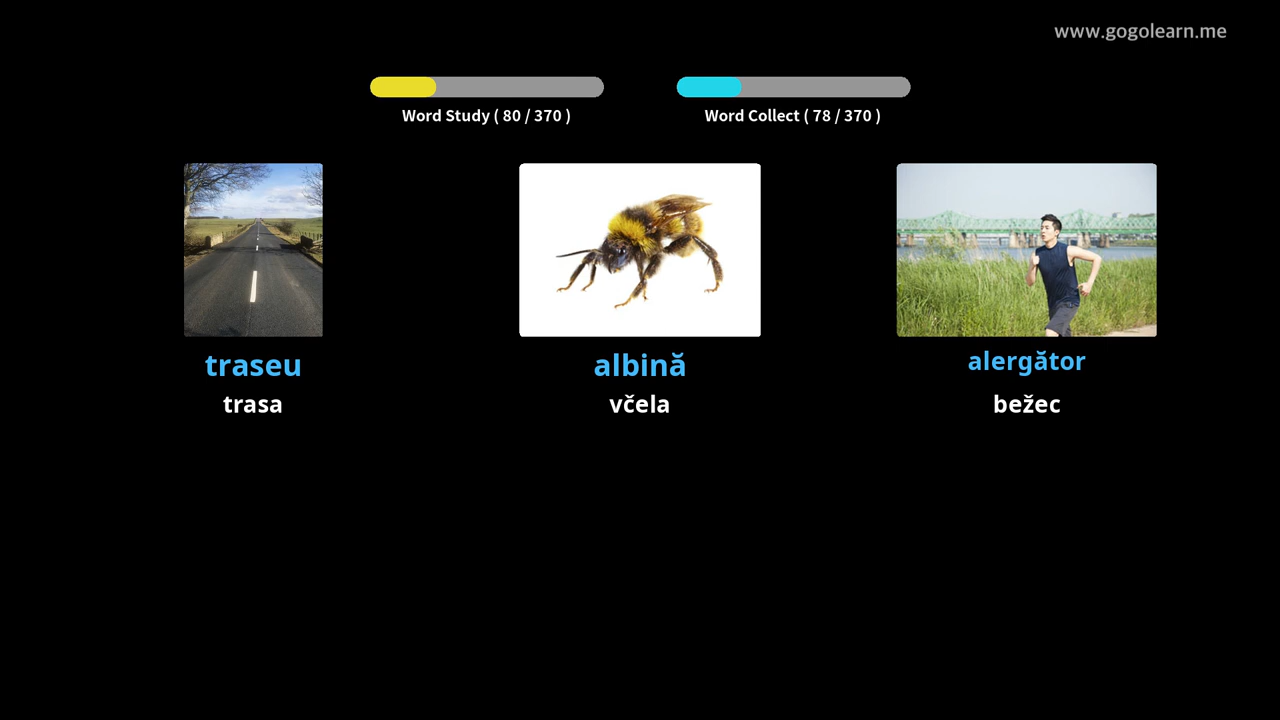 www.gogolearn.me
Word Study ( 80 / 370 )
Word Collect ( 78 / 370 )
traseu
trasa
albină
včela
alergător
bežec